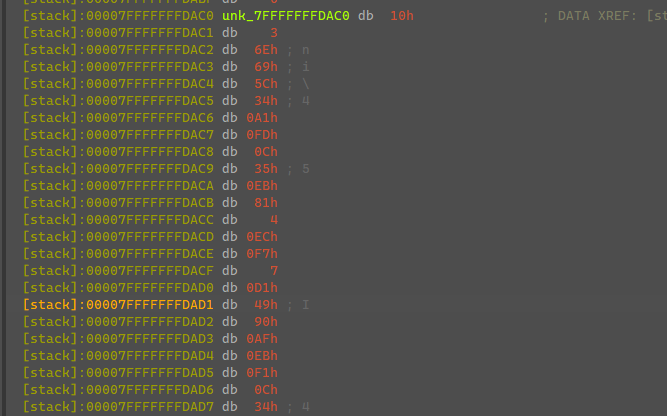 [stack]:00007FFFFFFFDAC0 unk_7FFFFFFFDAC0 db 10h ; DATA XREF: [st
[stack]:00007FFFFFFFDAC1 db 3
[stack]:00007FFFFFFFDAC2 db 6Eh ; n
[stack]:00007FFFFFFFDAC3 db 69h ; i
[stack]:00007FFFFFFFDAC4 db 5Ch ; \
[stack]:00007FFFFFFFDAC5 db 34h ; 4
[stack]:00007FFFFFFFDAC6 db 0A1h
[stack]:00007FFFFFFFDAC7 db 0FDh
[stack]:00007FFFFFFFDAC8 db 0Ch
[stack]:00007FFFFFFFDAC9 db 35h ; 5
[stack]:00007FFFFFFFDACA db 0EBh
[stack]:00007FFFFFFFDACB db 81h
[stack]:00007FFFFFFFDACC db 4
[stack]:00007FFFFFFFDACD db 0ECh
[stack]:00007FFFFFFFDACE db 0F7h
[stack]:00007FFFFFFFDACF db 7
[stack]:00007FFFFFFFDAD0 db 0D1h
[stack]:00007FFFFFFFDAD1 db 49h ; I
[stack]:00007FFFFFFFDAD2 db 90h
[stack]:00007FFFFFFFDAD3 db 0AFh
[stack]:00007FFFFFFFDAD4 db 0EBh
[stack]:00007FFFFFFFDAD5 db 0F1h
[stack]:00007FFFFFFFDAD6 db 0Ch
[stack]:00007FFFFFFFDAD7 db 34h ; 4